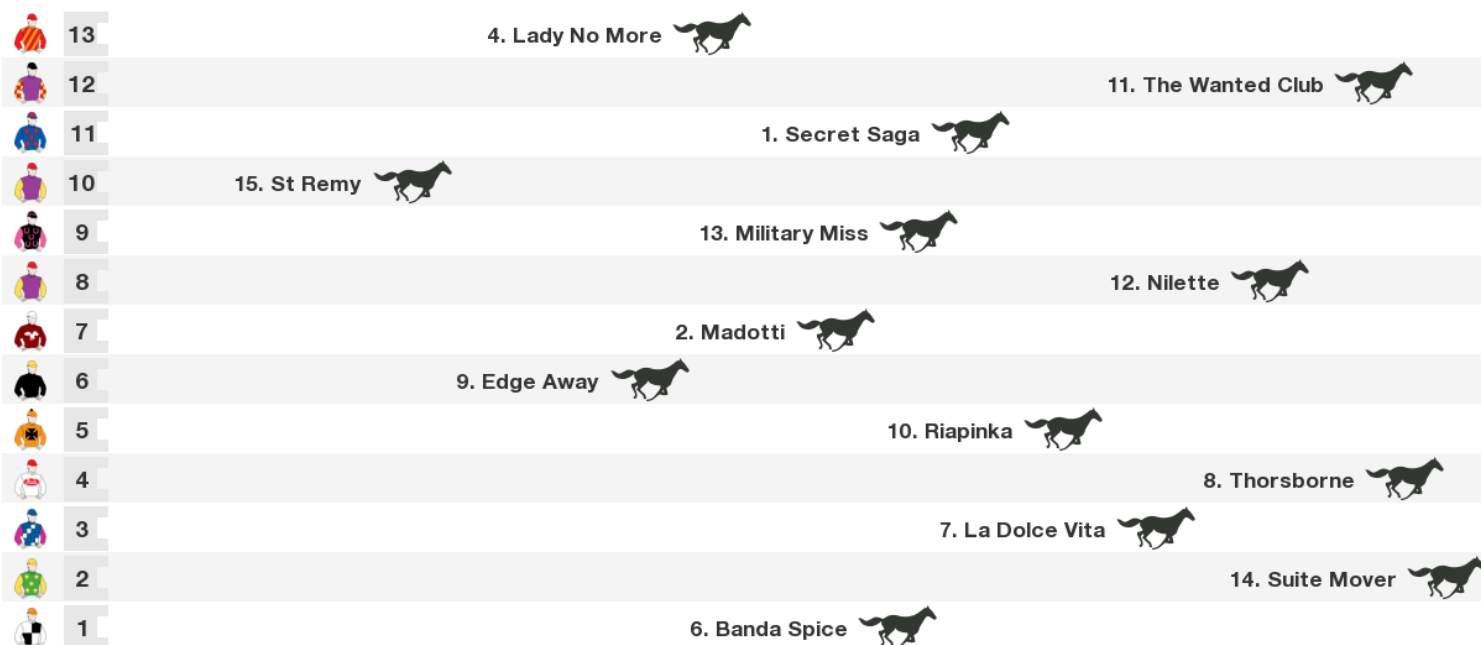 13 4. Lady No More
12 11. The Wanted Club
11 1. Secret Saga
10 15. St Remy
9 13. Military Miss
8 12. Nilette
7 2. Madotti
6 9. Edge Away
5 10. Riapinka
4 8. Thorsborne
3 7. La Dolce Vita
2 14. Suite Mover
1 6. Banda Spice